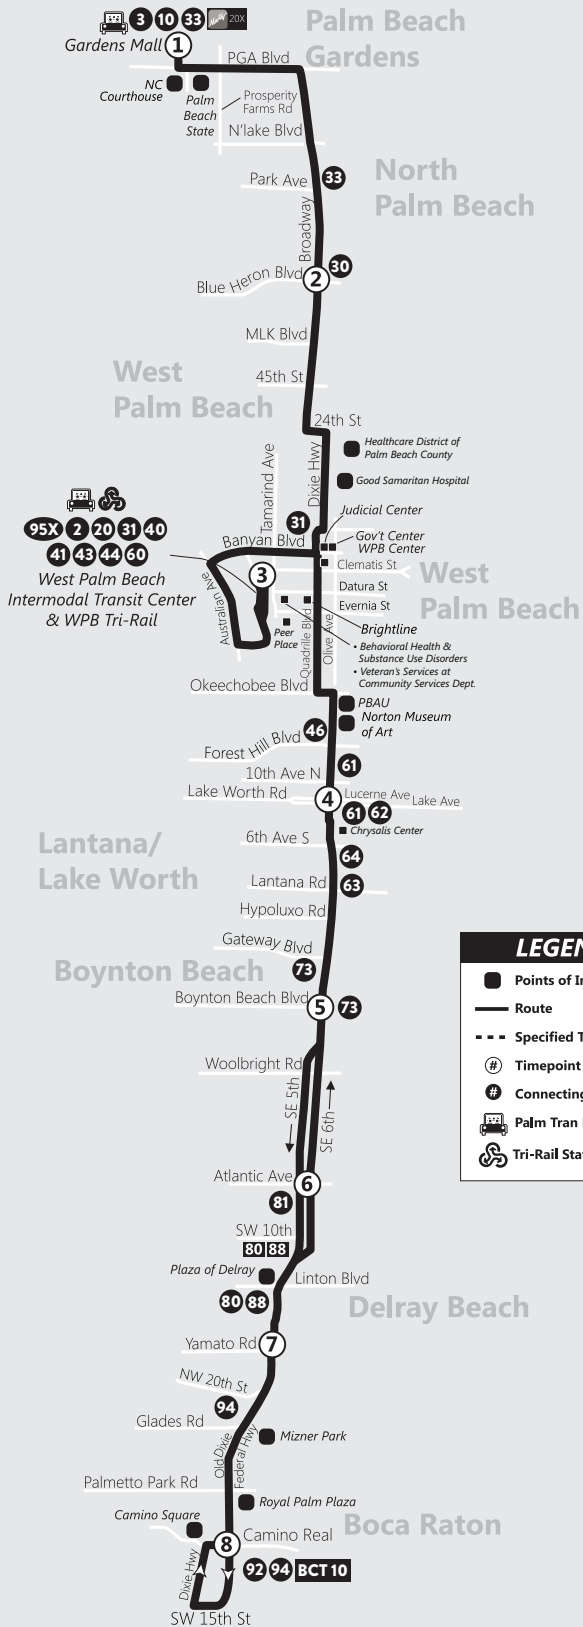 3 10 33 20X
Palm Beach
Gardens
Gardens Mall 1
PGA Blvd
NC
Courthouse
Palm
Beach
State
Prosperity
Farms Rd
N'lake Blvd
North
Palm Beach
Park Ave
33
Broadway
30
Blue Heron Blvd
2
MLK Blvd
45th St
West
Palm Beach
24th St
Healthcare District of
Palm Beach County
Good Samaritan Hospital
Dixie Hwy
Tamarind Ave
Judicial Center
31
Banyan Blvd
Gov't Center
WPB Center
Clematis St
95X 2 20 31 40
41 43 44 60
West Palm Beach
Intermodal Transit Center
& WPB Tri-Rail
3
Australian Ave
West
Palm Beach
Datura St
Evernia St
Peer
Place
Quadrille Blvd
Olive Ave
Brightline
• Behavioral Health &
Substance Use Disorders
• Veteran's Services at
Community Services Dept.
Okeechobee Blvd
PBAU
Norton Museum
of Art
46
Forest Hill Blvd
61
10th Ave N
Lake Worth Rd
4
Lucerne Ave
Lake Ave
61 62
Chrysalis Center
6th Ave S
Lantana/
Lake Worth
64
Lantana Rd
63
Hypoluxo Rd
Gateway Blvd
Boynton Beach
73
Boynton Beach Blvd
5
73
Woolbright Rd
SE 5th
SE 6th
Atlantic Ave
6
81
SW 10th
80 88
Plaza of Delray
Linton Blvd
80 88
Delray Beach
Yamato Rd
7
NW 20th St
94
Glades Rd
Old Dixie
Federal Hwy
Mizner Park
Palmetto Park Rd
Royal Palm Plaza
Camino Square
Boca Raton
8
Camino Real
Dixie Hwy
92 94 BCT 10
SW 15th St
LEGEN
Points of In
Route
Specified T
# Timepoint
# Connecting
Palm Tran
Tri-Rail Sta